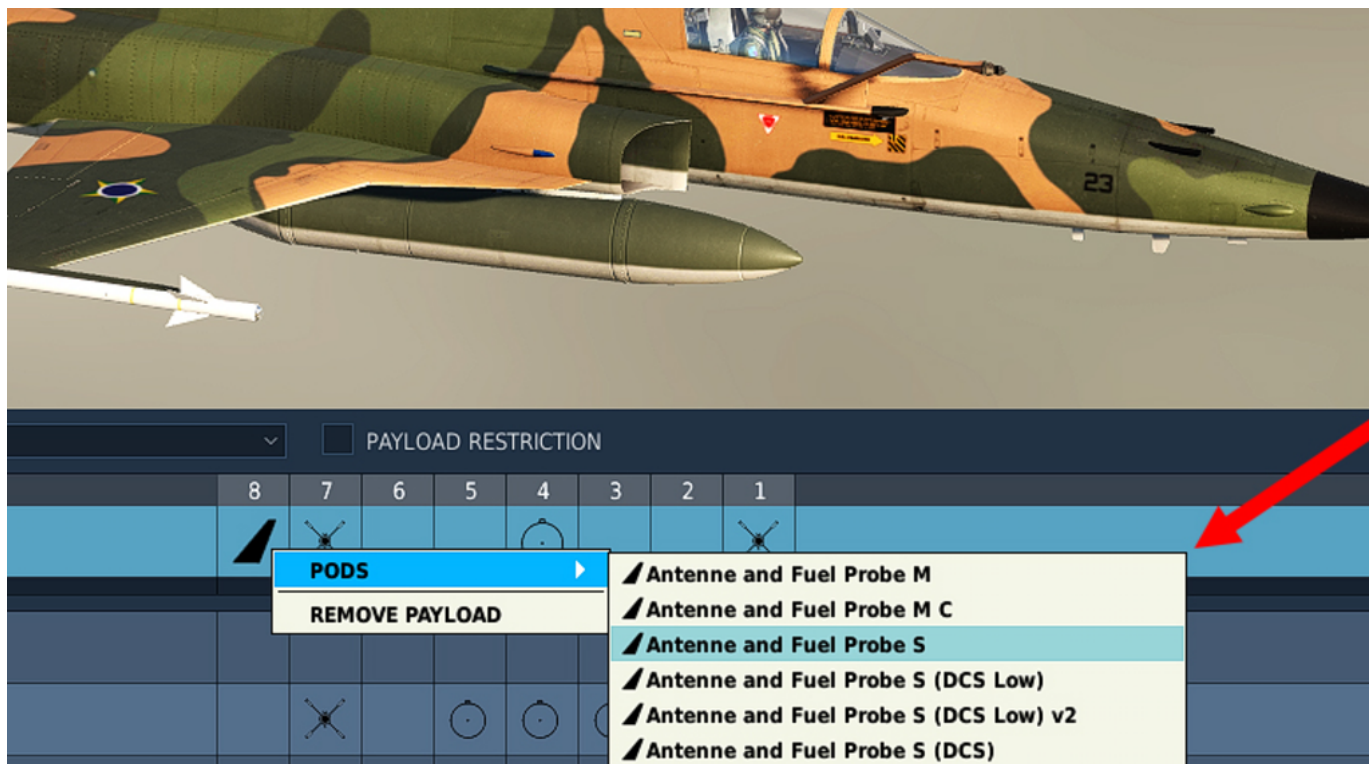 23
PAYLOAD RESTRICTION
8 7 6 5 4 3 2 1
PODS
REMOVE PAYLOAD
Antenne and Fuel Probe M
Antenne and Fuel Probe M C
Antenne and Fuel Probe S
Antenne and Fuel Probe S (DCS Low)
Antenne and Fuel Probe S (DCS Low) v2
Antenne and Fuel Probe S (DCS)